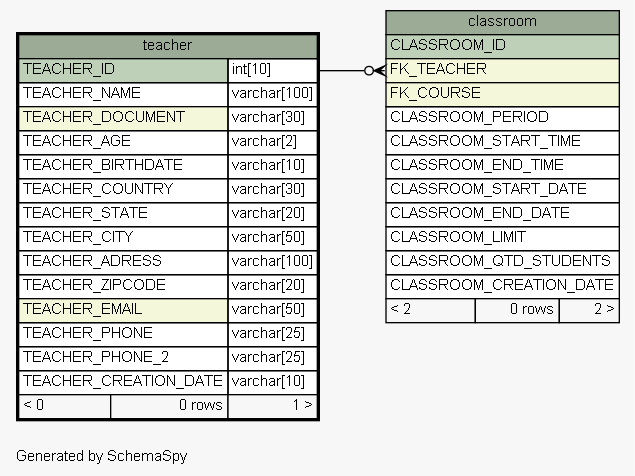 teacher
TEACHER_ID int[10]
TEACHER_NAME varchar[100]
TEACHER_DOCUMENT varchar[30]
TEACHER_AGE varchar[2]
TEACHER_BIRTHDATE varchar[10]
TEACHER_COUNTRY varchar[30]
TEACHER_STATE varchar[20]
TEACHER_CITY varchar[50]
TEACHER_ADRESS varchar[100]
TEACHER_ZIPCODE varchar[20]
TEACHER_EMAIL varchar[50]
TEACHER_PHONE varchar[25]
TEACHER_PHONE_2 varchar[25]
TEACHER_CREATION_DATE varchar[10]
< 0 0 rows 1 >
classroom
CLASSROOM_ID
FK_TEACHER
FK_COURSE
CLASSROOM_PERIOD
CLASSROOM_START_TIME
CLASSROOM_END_TIME
CLASSROOM_START_DATE
CLASSROOM_END_DATE
CLASSROOM_LIMIT
CLASSROOM_QTD_STUDENTS
CLASSROOM_CREATION_DATE
< 2 0 rows 2 >
Generated by SchemaSpy